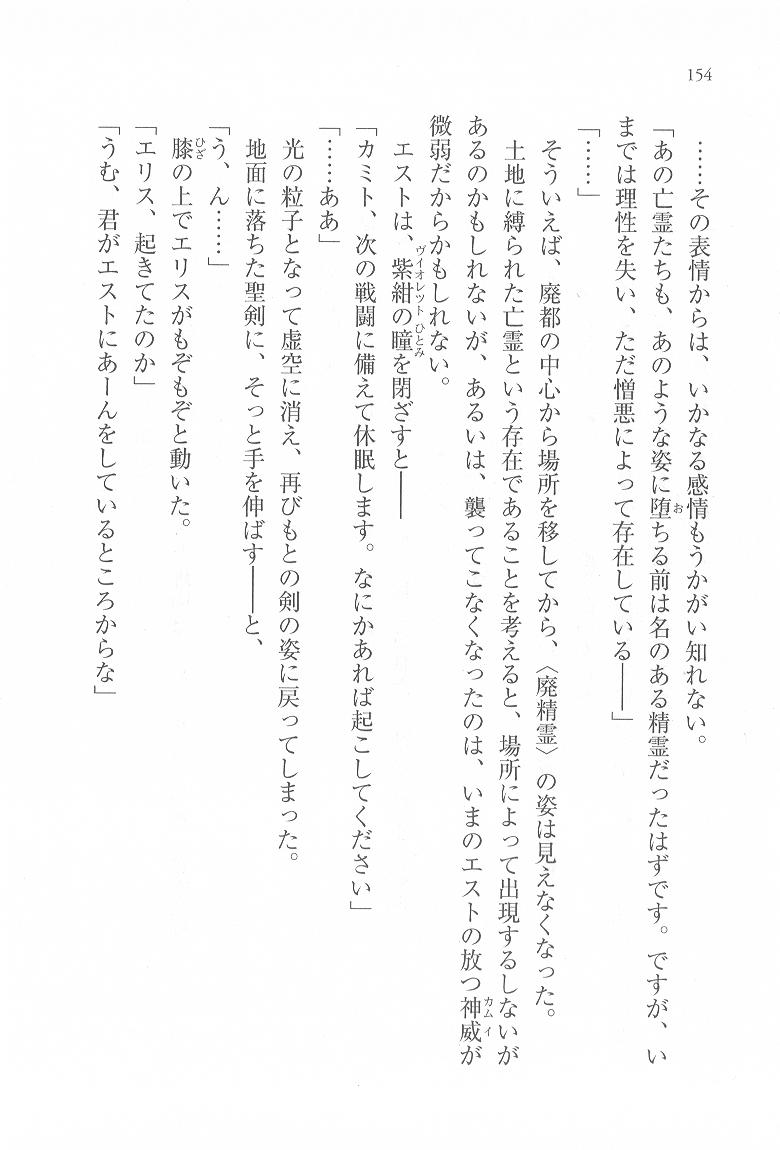 154
……その表情からは、いかなる感情もうかがい知れない。
「あの亡霊たちも、あのような姿に堕ちる前は名のある精霊だったはずです。ですが、い
までは理性を失い、ただ憎悪によって存在している――」
「……」
そういえば、廃都の中心から場所を移してから、〈廃精霊〉の姿は見えなくなった。
土地に縛られた亡霊という存在であることを考えると、場所によって出現するしないが
あるのかもしれないが、あるいは、襲ってこなくなったのは、いまのエストの放つ神威が
微弱だからかもしれない。
エストは、紫紺の瞳を閉ざすと――
「カミト、次の戦闘に備えて休眠します。なにかあれば起こしてください」
「……ああ」
光の粒子となって虚空に消え、再びもとの剣の姿に戻ってしまった。
地面に落ちた聖剣に、そっと手を伸ばす――と、
「う、ん……」
膝の上でエリスがもぞもぞと動いた。
「エリス、起きてたのか」
「うむ、君がエストにあーんをしているところからな」